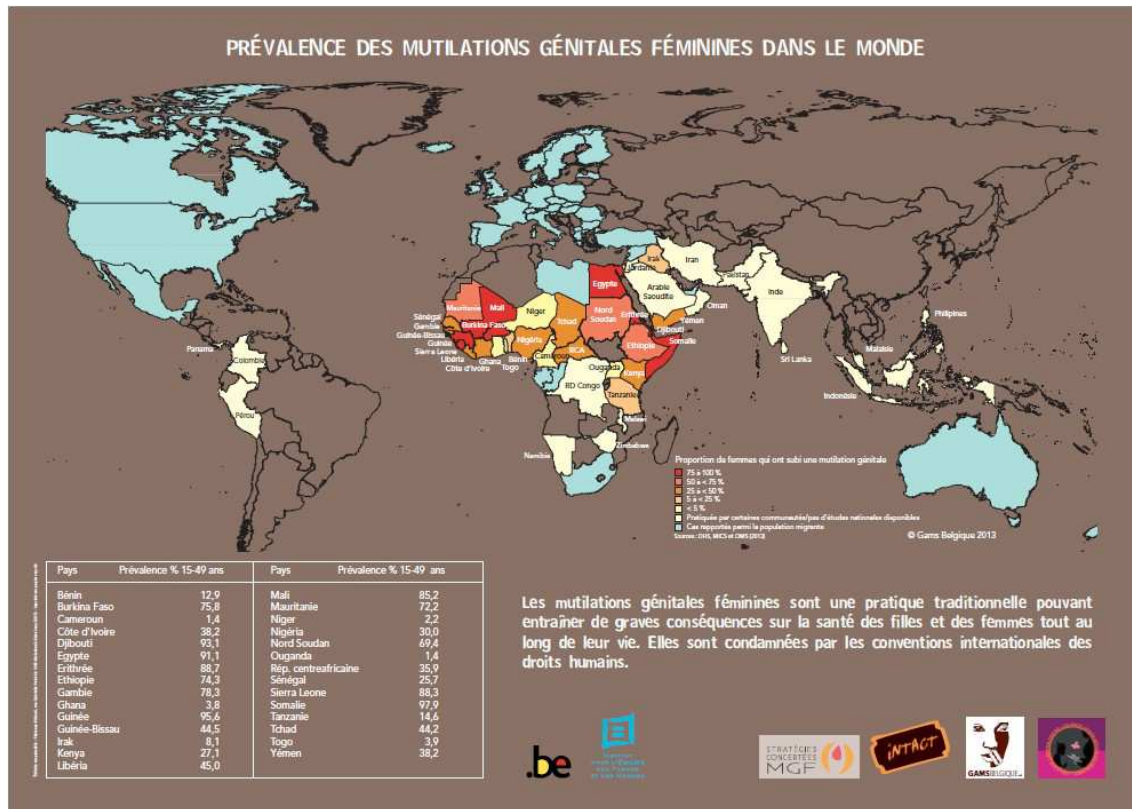 PRÉVALENCE DES MUTILATIONS GÉNITALES FÉMININES DANS LE MONDE
Egypte
Irak
Jordanie
Iran
Pakistan
Arabie
Saoudite
Inde
Oman
Yémen
Djibouti
Philipines
Mauritanie
Mali
Niger
Tchad
Nord
Soudan
Erithrée
Sénégal
Gambie
Guinée-Bissau
Guinée
Sierra Leone
Libéria
Côte d'Ivoire
Burkina Faso
Ghana
Togo
Bénin
Nigéria
Cameroun
RCA
Ethiopie
Somalie
Ouganda
Kenya
RD Congo
Tanzanie
Malawi
Zimbabwe
Namibie
Panama
Colombie
Pérou
Sri Lanka
Malaisie
Indonésie
Proportion de femmes qui ont subi une mutilation génitale
75 à 100 %
50 à < 75 %
25 à < 50 %
5 à < 25 %
< 5 %
Pratiquée par certaines communautés/pas d'études nationales disponibles
Cas rapportés parmi la population migrante
Sources : DHS, MICS et OMS (2013)
© Gams Belgique 2013
Pays Prévalence % 15-49 ans
Bénin 12,9
Burkina Faso 75,8
Cameroun 1,4
Côte d'Ivoire 38,2
Djibouti 93,1
Egypte 91,1
Erithrée 88,7
Ethiopie 74,3
Gambie 78,3
Ghana 3,8
Guinée 95,6
Guinée-Bissau 44,5
Irak 8,1
Kenya 27,1
Libéria 45,0
Pays Prévalence % 15-49 ans
Mali 85,2
Mauritanie 72,2
Niger 2,2
Nigéria 30,0
Nord Soudan 69,4
Ouganda 1,4
Rép. centreafricaine 35,9
Sénégal 25,7
Sierra Leone 88,3
Somalie 97,9
Tanzanie 14,6
Tchad 44,2
Togo 3,9
Yémen 38,2
Les mutilations génitales féminines sont une pratique traditionnelle pouvant
entraîner de graves conséquences sur la santé des filles et des femmes tout au
long de leur vie. Elles sont condamnées par les conventions internationales des
droits humains.
.be
STRATÉGIES
CONCERTÉES
MGF
iNTACT
GAMSBELGIQUE